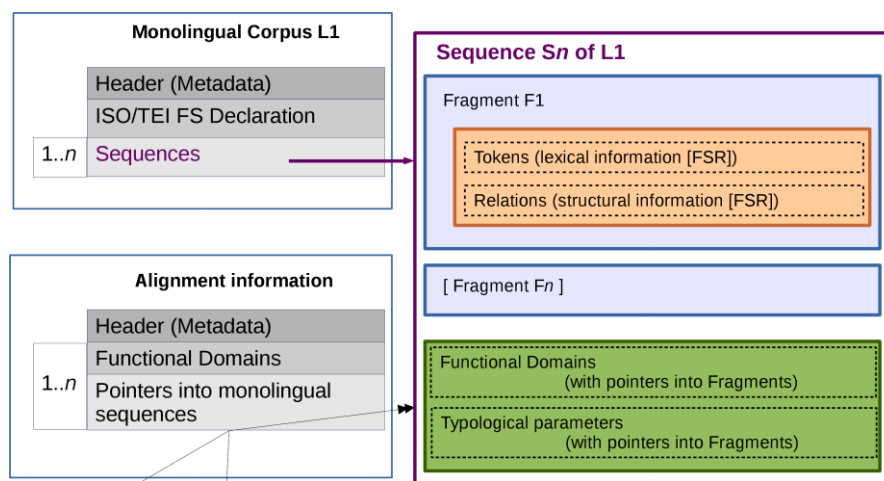 Monolingual Corpus L1
Header (Metadata)
ISO/TEI FS Declaration
1..n
Sequences
Alignment information
Header (Metadata)
1..n
Functional Domains
Pointers into monolingual
sequences
Sequence Sn of L1
Fragment F1
Tokens (lexical information [FSR])
Relations (structural information [FSR])
[ Fragment Fn ]
Functional Domains
(with pointers into Fragments)
Typological parameters
(with pointers into Fragments)